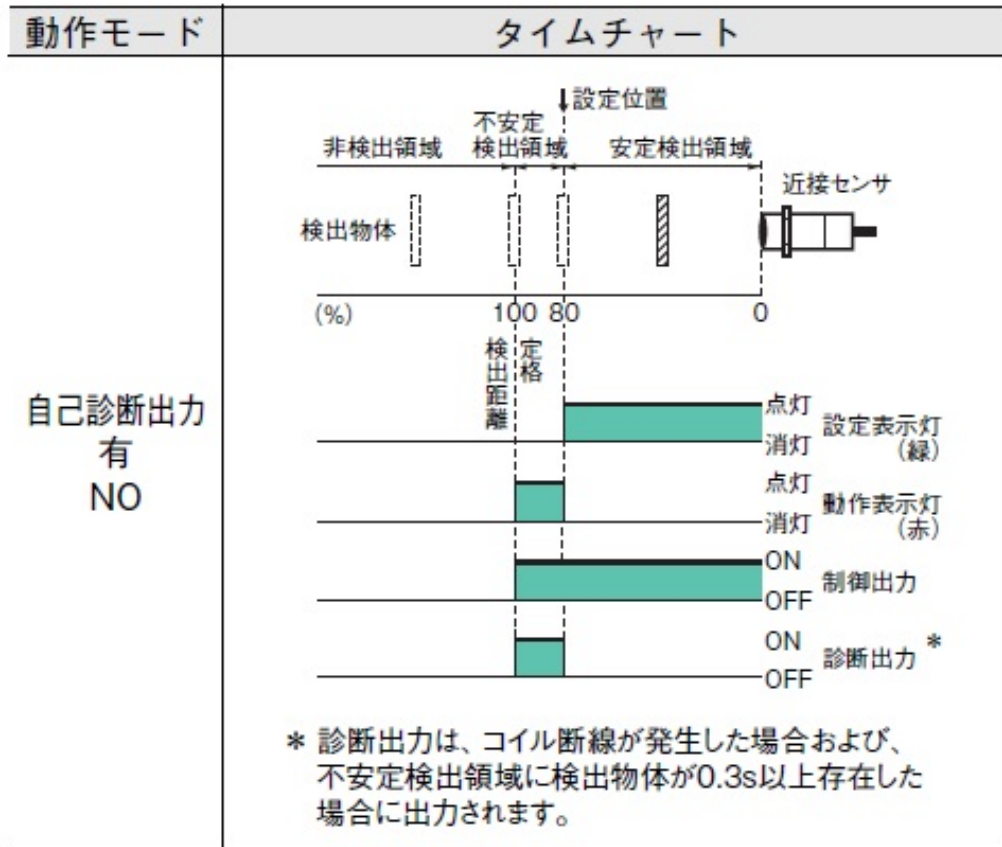 動作モード
タイムチャート
設定位置
不安定
非検出領域
検出領域
安定検出領域
近接センサ
検出物体
(%)
100
80
0
定格
検出距離
自己診断出力
有
NO
点灯
消灯
設定表示灯
(緑)
点灯
消灯
動作表示灯
(赤)
ON
OFF
制御出力
ON
OFF
診断出力 *
* 診断出力は、コイル断線が発生した場合および、
不安定検出領域に検出物体が0.3s以上存在した
場合に出力されます。